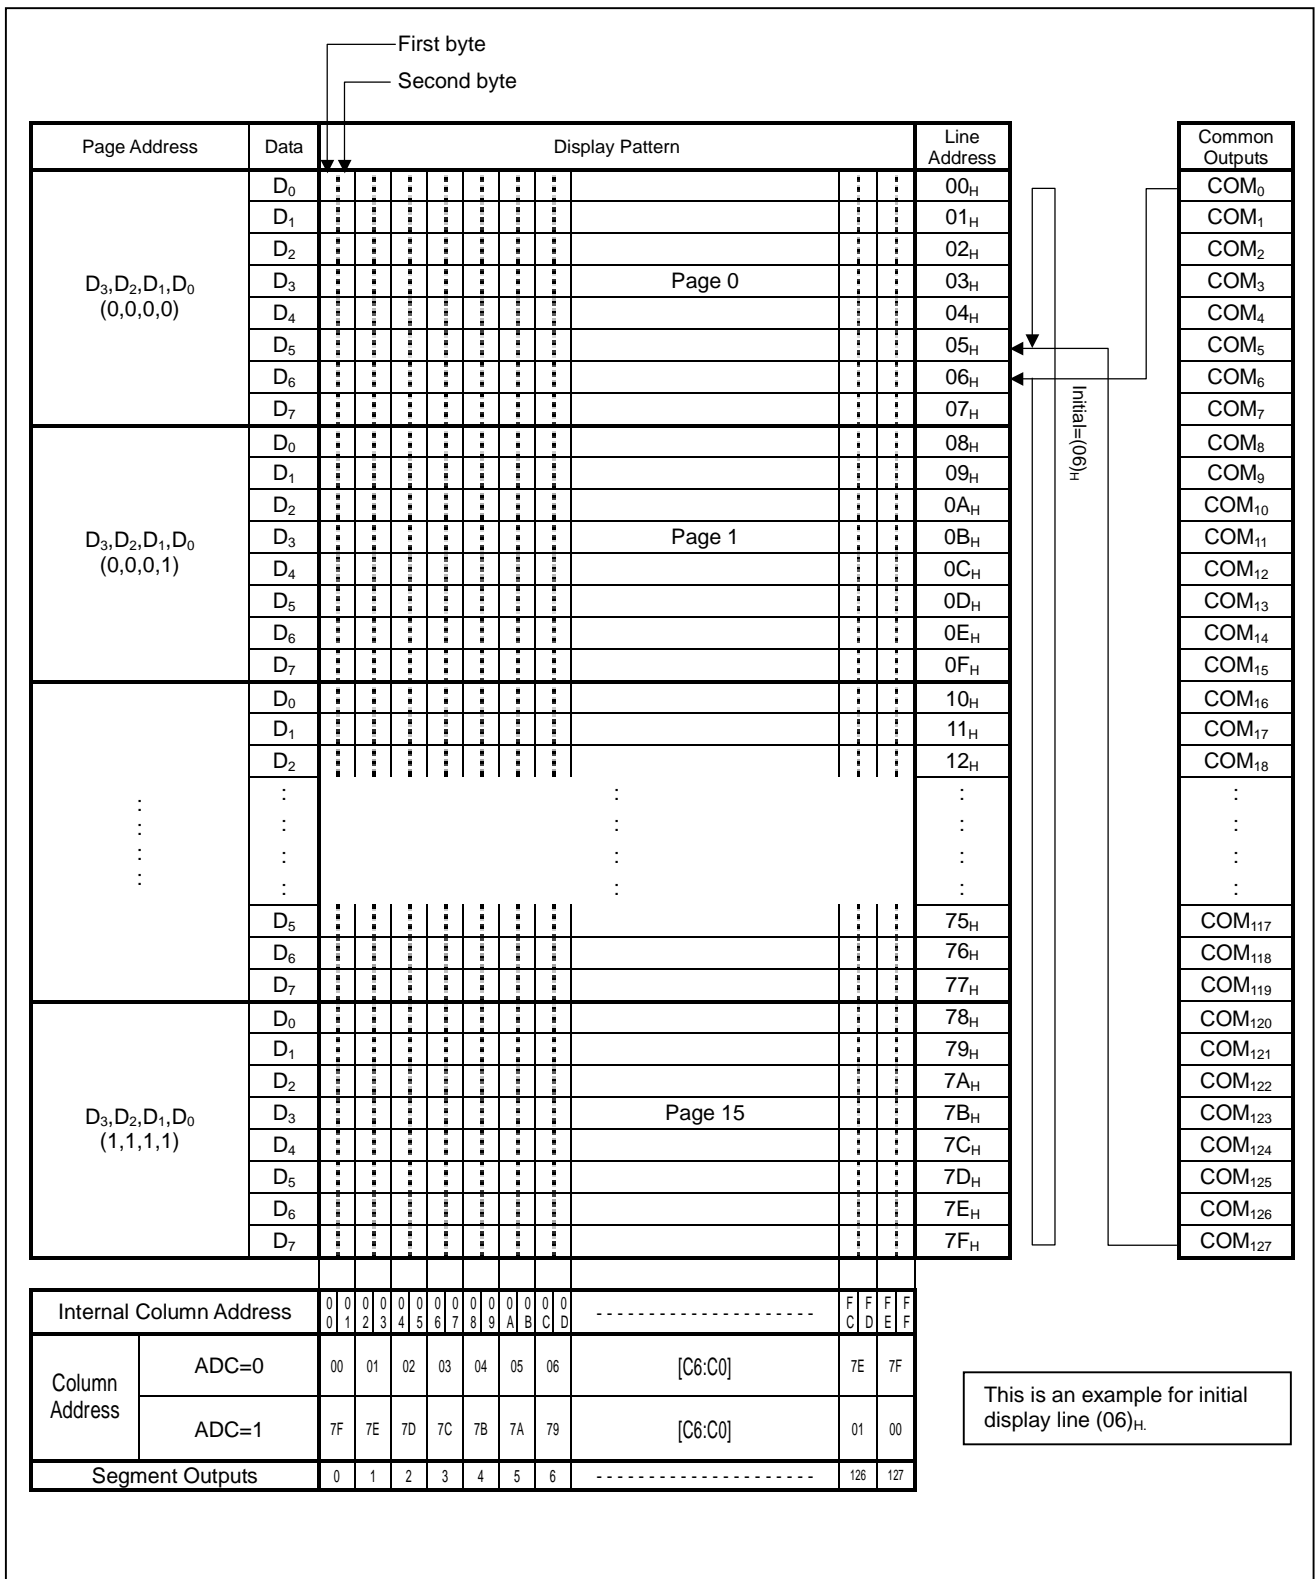 First byte
Second byte
Page Address Data Display Pattern Line Address Common Outputs
D0 00H COM0
D1 01H COM1
D2 02H COM2
D3,D2,D1,D0 (0,0,0,0) D3 Page 0 03H COM3
D4 04H COM4
D5 05H COM5
D6 06H COM6
D7 07H COM7
Initial=(06)H
D0 08H COM8
D1 09H COM9
D2 0AH COM10
D3,D2,D1,D0 (0,0,0,1) D3 Page 1 0BH COM11
D4 0CH COM12
D5 0DH COM13
D6 0EH COM14
D7 0FH COM15
D0 10H COM16
D1 11H COM17
D2 12H COM18
: : : : :
: : : : :
: : : : :
: : : : :
D5 75H COM117
D6 76H COM118
D7 77H COM119
D0 78H COM120
D1 79H COM121
D2 7AH COM122
D3,D2,D1,D0 (1,1,1,1) D3 Page 15 7BH COM123
D4 7CH COM124
D5 7DH COM125
D6 7EH COM126
D7 7FH COM127
Internal Column Address 00 01 02 03 04 05 06 07 08 09 0A 0B 0C 0D --------------------- FC FD FE FF
Column Address ADC=0 00 01 02 03 04 05 06 [C6:C0] 7E 7F
ADC=1 7F 7E 7D 7C 7B 7A 79 [C6:C0] 01 00
Segment Outputs 0 1 2 3 4 5 6 --------------------- 126 127
This is an example for initial
display line (06)H.